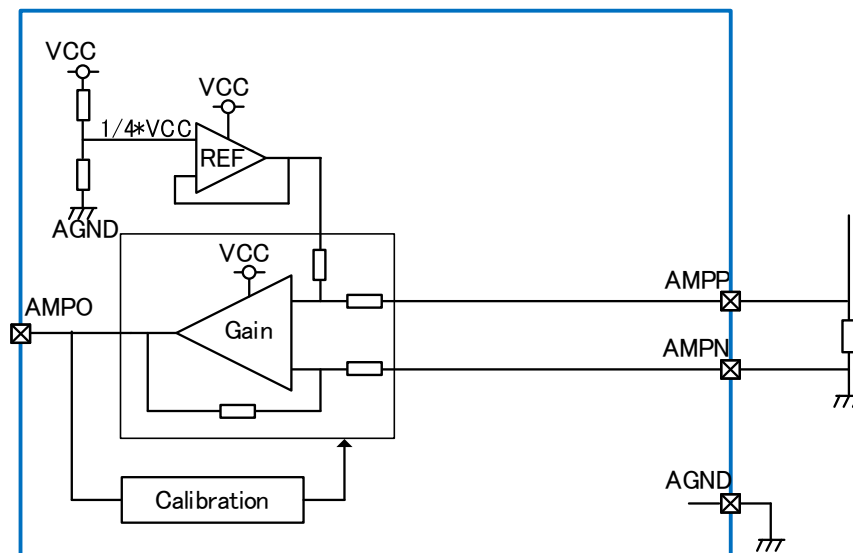 VCC
VCC
1/4*VCC
REF
AGND
VCC
AMPP
AMPO
Gain
AMPN
AGND
Calibration